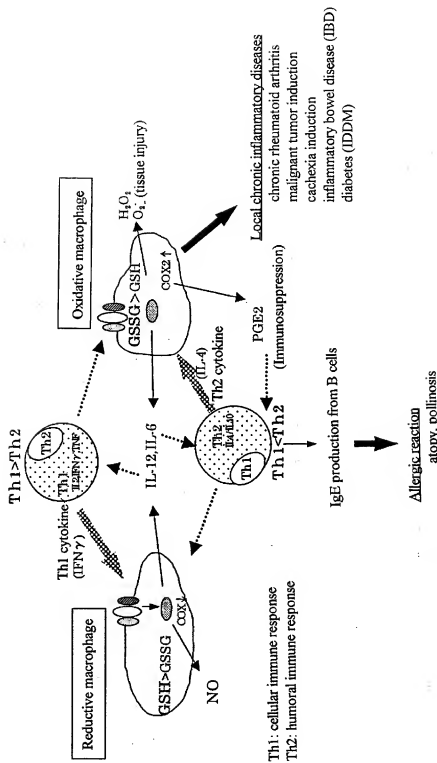 Reductive macrophage
GSH>GSSG
COX↓
NO
Th1 cytokine
(IFNγ)
Th1>Th2
Th2
Th1
IL-12,IL-6
Oxidative macrophage
GSSG>GSH
COX2↑
H₂O₂
O₂⁻ (tissue injury)
(IL-4)
Th2 cytokine
PGE2
(Immunosuppression)
Th2
IL4/IL10
Th1
Th1<Th2
IgE production from B cells
Allergic reaction
atopy, pollinosis
Local chronic inflammatory diseases
chronic rheumatoid arthritis
malignant tumor induction
cachexia induction
inflammatory bowel disease (IBD)
diabetes (IDDM)
Th1: cellular immune response
Th2: humoral immune response